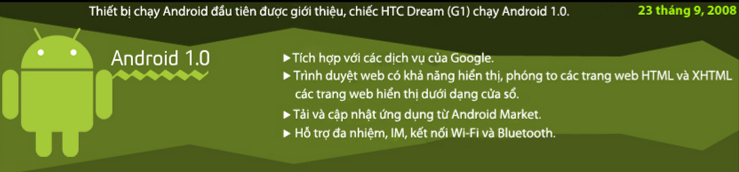 Thiết bị chạy Android đầu tiên được giới thiệu, chiếc HTC Dream (G1) chạy Android 1.0.
23 tháng 9, 2008
Android 1.0
▶ Tích hợp với các dịch vụ của Google.
▶ Trình duyệt web có khả năng hiển thị, phóng to các trang web HTML và XHTML
các trang web hiển thị dưới dạng cửa sổ.
▶ Tải và cập nhật ứng dụng từ Android Market.
▶ Hỗ trợ đa nhiệm, IM, kết nối Wi-Fi và Bluetooth.